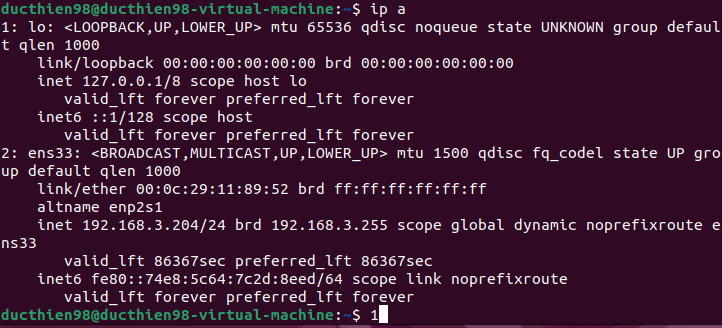 ducthien98@ducthien98-virtual-machine:~$ ip a
1: lo: <LOOPBACK,UP,LOWER_UP> mtu 65536 qdisc noqueue state UNKNOWN group defaul
t qlen 1000
    link/loopback 00:00:00:00:00:00 brd 00:00:00:00:00:00
    inet 127.0.0.1/8 scope host lo
       valid_lft forever preferred_lft forever
    inet6 ::1/128 scope host
       valid_lft forever preferred_lft forever
2: ens33: <BROADCAST,MULTICAST,UP,LOWER_UP> mtu 1500 qdisc fq_codel state UP gro
up default qlen 1000
    link/ether 00:0c:29:11:89:52 brd ff:ff:ff:ff:ff:ff
    altname enp2s1
    inet 192.168.3.204/24 brd 192.168.3.255 scope global dynamic noprefixroute e
ns33
       valid_lft 86367sec preferred_lft 86367sec
    inet6 fe80::74e8:5c64:7c2d:8eed/64 scope link noprefixroute
       valid_lft forever preferred_lft forever
ducthien98@ducthien98-virtual-machine:~$ 1